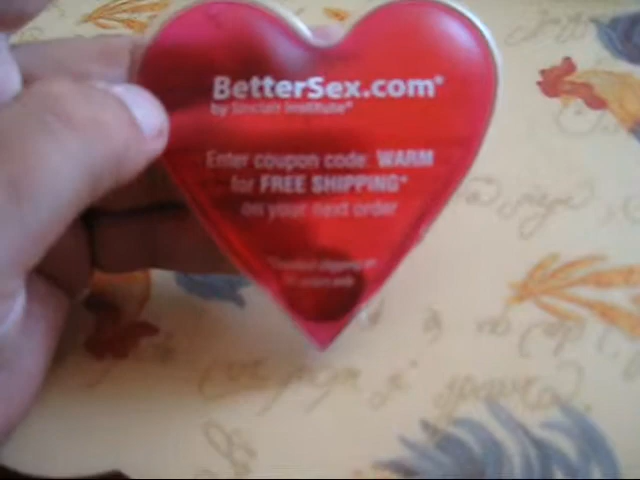 BetterSex.com®
by Sinclair Institute®
Enter coupon code: WARM
for FREE SHIPPING*
on your next order